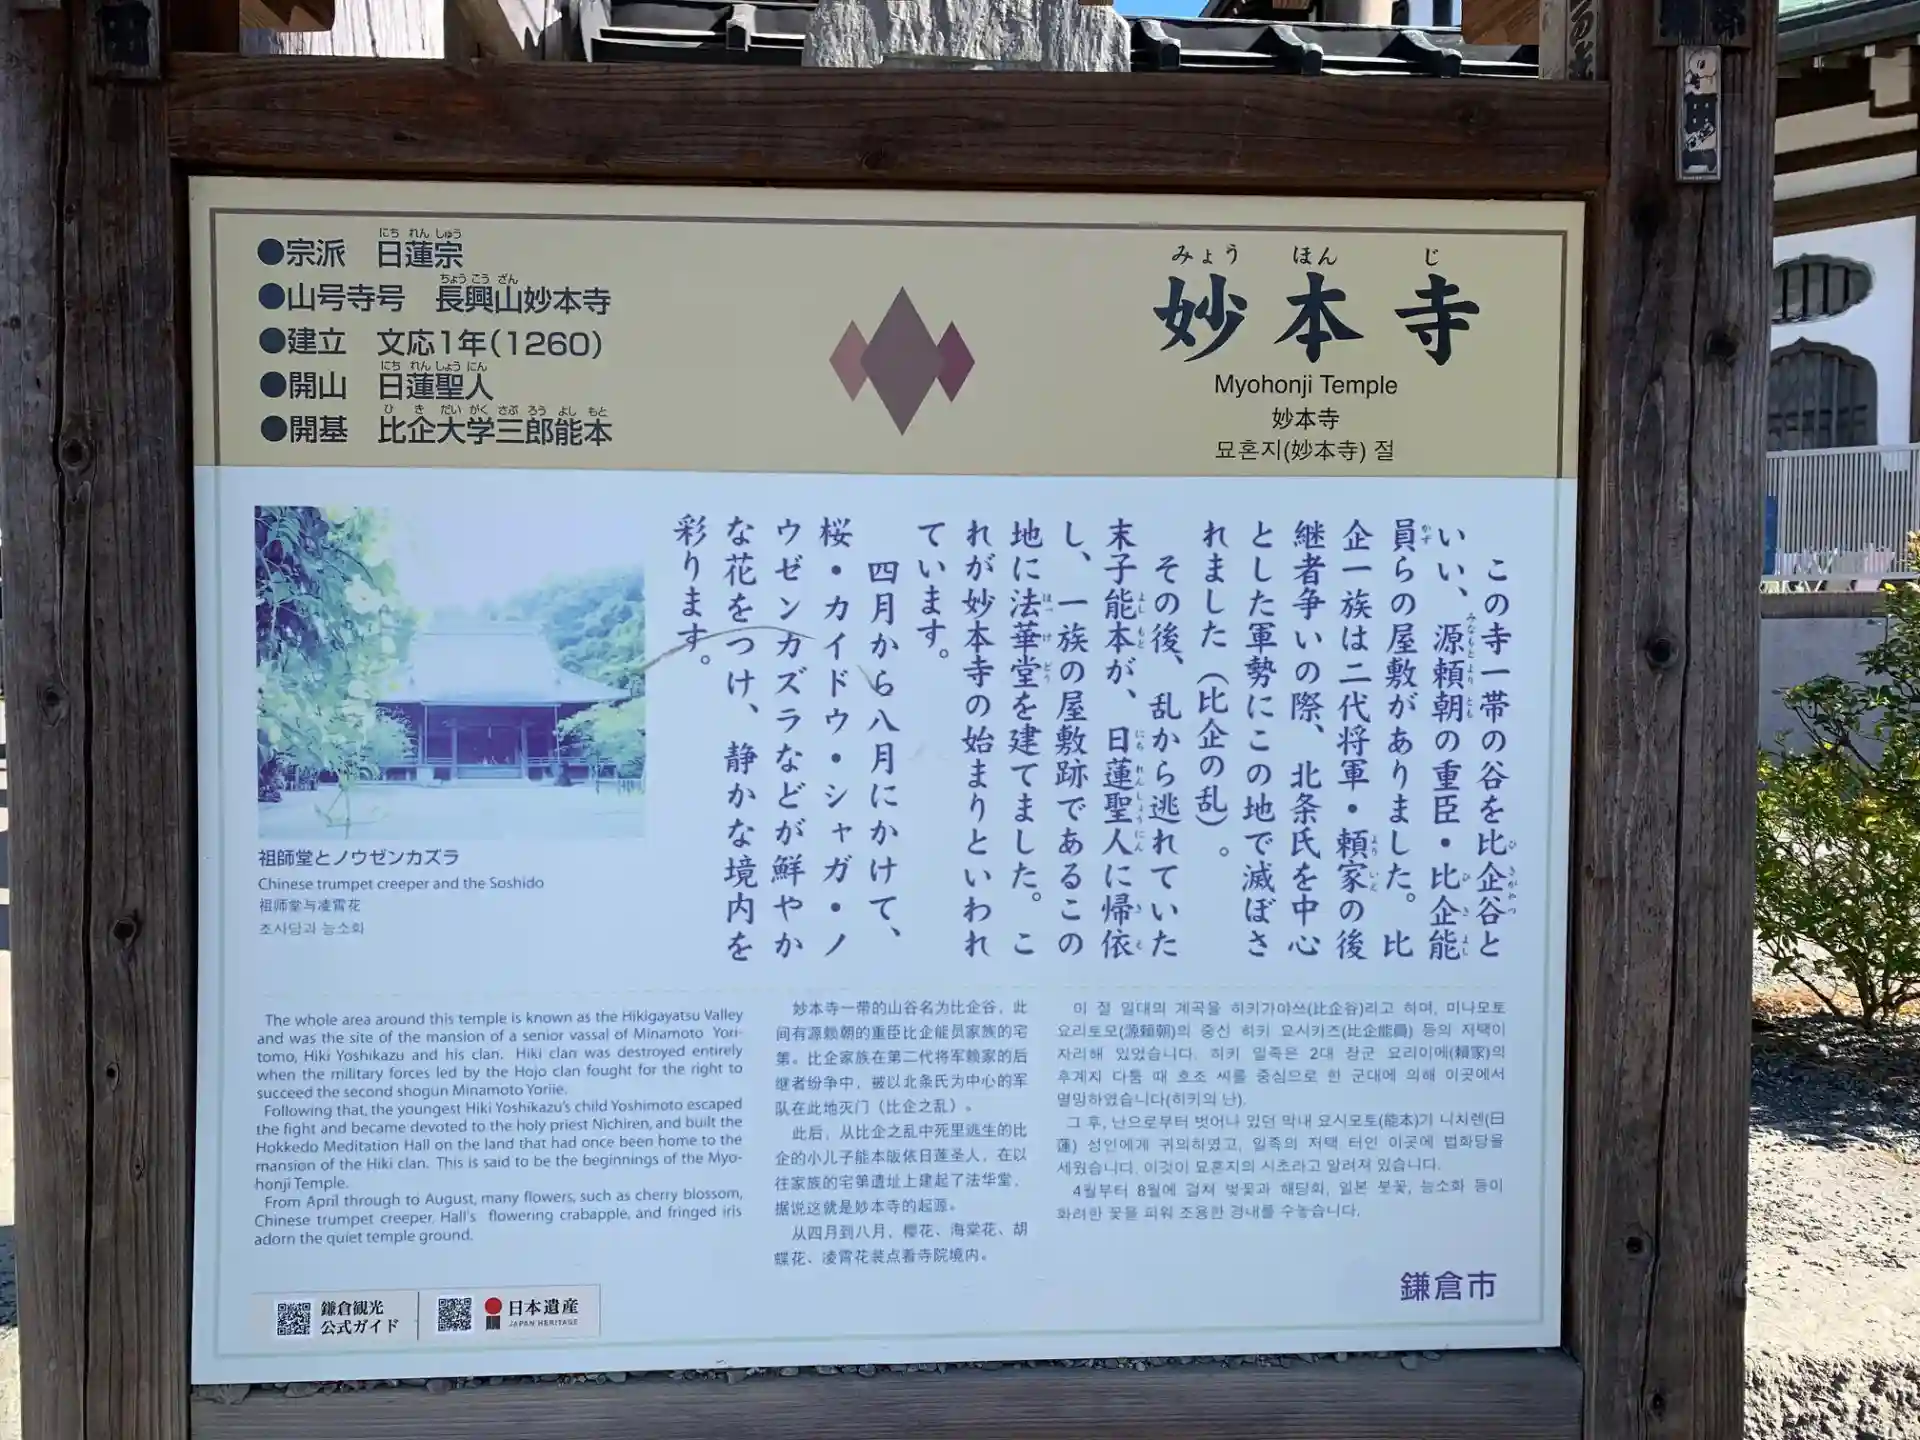 ●宗派　日蓮宗
にち れん しゅう
●山号寺号　長興山妙本寺
ちょう こう ざん
●建立　文応1年(1260)
●開山　日蓮聖人
にち れん しょう にん
●開基　比企大学三郎能本
ひ き だい がく さぶ ろう よし もと
みょう ほん じ
妙本寺
Myohonji Temple
妙本寺
묘혼지(妙本寺) 절
この寺一帯の谷を比企谷と
いい、源頼朝の重臣・比企能
員らの屋敷がありました。比
企一族は二代将軍・頼家の後
継者争いの際、北条氏を中心
とした軍勢にこの地で滅ぼさ
れました（比企の乱）。
その後、乱から逃れていた
末子能本が、日蓮聖人に帰依
し、一族の屋敷跡であるこの
地に法華堂を建てました。こ
れが妙本寺の始まりといわれ
ています。
四月から八月にかけて、
桜・カイドウ・シャガ・ノ
ウゼンカズラなどが鮮やか
な花をつけ、静かな境内を
彩ります。
祖師堂とノウゼンカズラ
Chinese trumpet creeper and the Soshido
祖师堂与凌霄花
조사당과 능소화
The whole area around this temple is known as the Hikigayatsu Valley
and was the site of the mansion of a senior vassal of Minamoto Yori-
tomo, Hiki Yoshikazu and his clan. Hiki clan was destroyed entirely
when the military forces led by the Hojo clan fought for the right to
succeed the second shogun Minamoto Yoriie.
Following that, the youngest Hiki Yoshikazu's child Yoshimoto escaped
the fight and became devoted to the holy priest Nichiren, and built the
Hokkedo Meditation Hall on the land that had once been home to the
mansion of the Hiki clan. This is said to be the beginnings of the Myo-
honji Temple.
From April through to August, many flowers, such as cherry blossom,
Chinese trumpet creeper, Hall's flowering crabapple, and fringed iris
adorn the quiet temple ground.
妙本寺一带的山谷名为比企谷，此
间有源赖朝的重臣比企能员家族的宅
第。比企家族在第二代将军赖家的后
继者纷争中，被以北条氏为中心的军
队在此地灭门（比企之乱）。
此后，从比企之乱中死里逃生的比
企的小儿子能本皈依日莲圣人，在以
往家族的宅第遗址上建起了法华堂，
据说这就是妙本寺的起源。
从四月到八月，樱花、海棠花、胡
蝶花、凌霄花装点着寺院境内。
이 절 일대의 계곡을 히키가야쓰(比企谷)라고 하며, 미나모토
요리토모(源賴朝)의 중신 히키 요시카즈(比企能員) 등의 저택이
자리해 있었습니다. 히키 일족은 2대 장군 요리이에(賴家)의
후계자 다툼 때 호조 씨를 중심으로 한 군대에 의해 이곳에서
멸망하였습니다(히키의 난).
그 후, 난으로부터 벗어나 있던 막내 요시모토(能本)가 니치렌(日
蓮) 성인에게 귀의하였고, 일족의 저택 터인 이곳에 법화당을
세웠습니다. 이것이 묘혼지의 시초라고 알려져 있습니다.
4월부터 8월에 걸쳐 벚꽃과 해당화, 일본 붓꽃, 능소화 등이
화려한 꽃을 피워 조용한 경내를 수놓습니다.
鎌倉市
鎌倉観光
公式ガイド
日本遺産
JAPAN HERITAGE